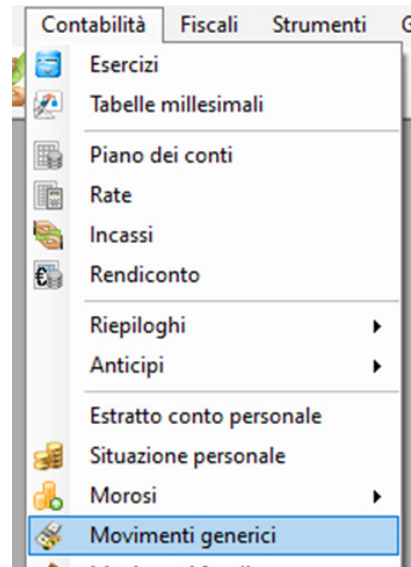 Contabilità Fiscali Strumenti G
Esercizi
Tabelle millesimali
Piano dei conti
Rate
Incassi
Rendiconto
Riepiloghi
Anticipi
Estratto conto personale
Situazione personale
Morosi
Movimenti generici